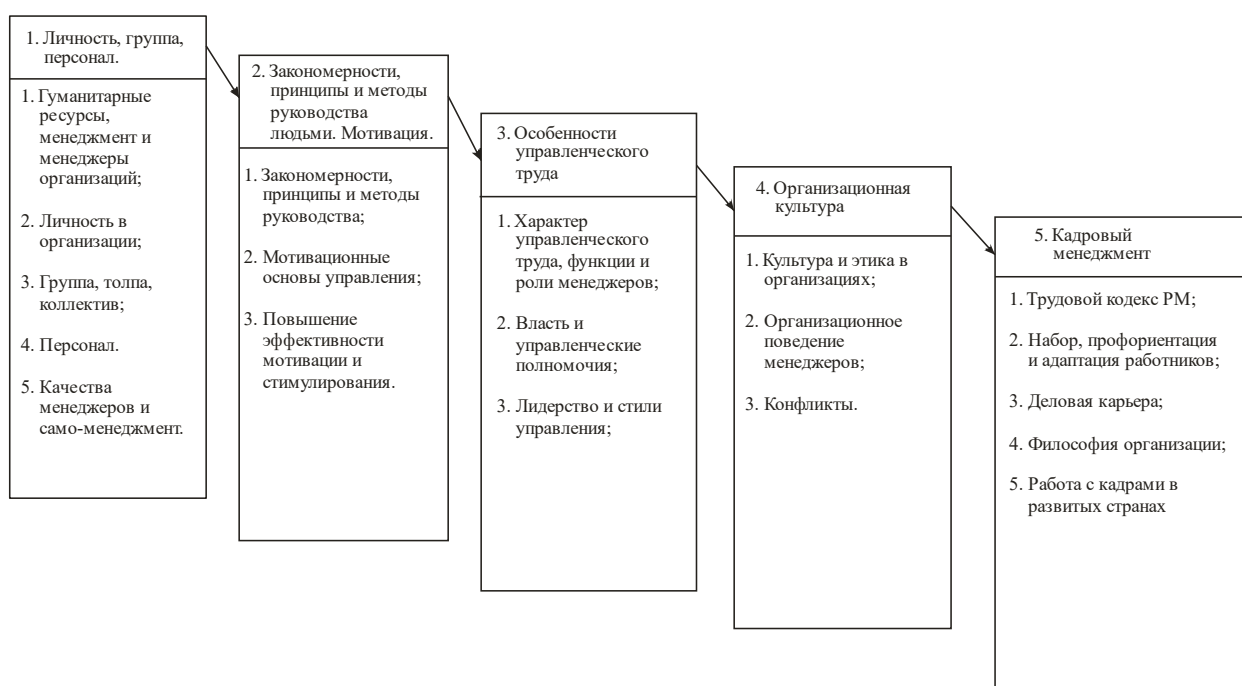 1. Личность, группа,
персонал.
1. Гуманитарные
ресурсы,
менеджмент и
менеджеры
организаций;
2. Личность в
организации;
3. Группа, толпа,
коллектив;
4. Персонал.
5. Качества
менеджеров и
само-менеджмент.
2. Закономерности,
принципы и методы
руководства
людьми. Мотивация.
1. Закономерности,
принципы и методы
руководства;
2. Мотивационные
основы управления;
3. Повышение
эффективности
мотивации и
стимулирования.
3. Особенности
управленческого
труда
1. Характер
управленческого
труда, функции и
роли менеджеров;
2. Власть и
управленческие
полномочия;
3. Лидерство и стили
управления;
4. Организационная
культура
1. Культура и этика в
организациях;
2. Организационное
поведение
менеджеров;
3. Конфликты.
5. Кадровый
менеджмент
1. Трудовой кодекс РМ;
2. Набор, профориентация
и адаптация работников;
3. Деловая карьера;
4. Философия организации;
5. Работа с кадрами в
развитых странах